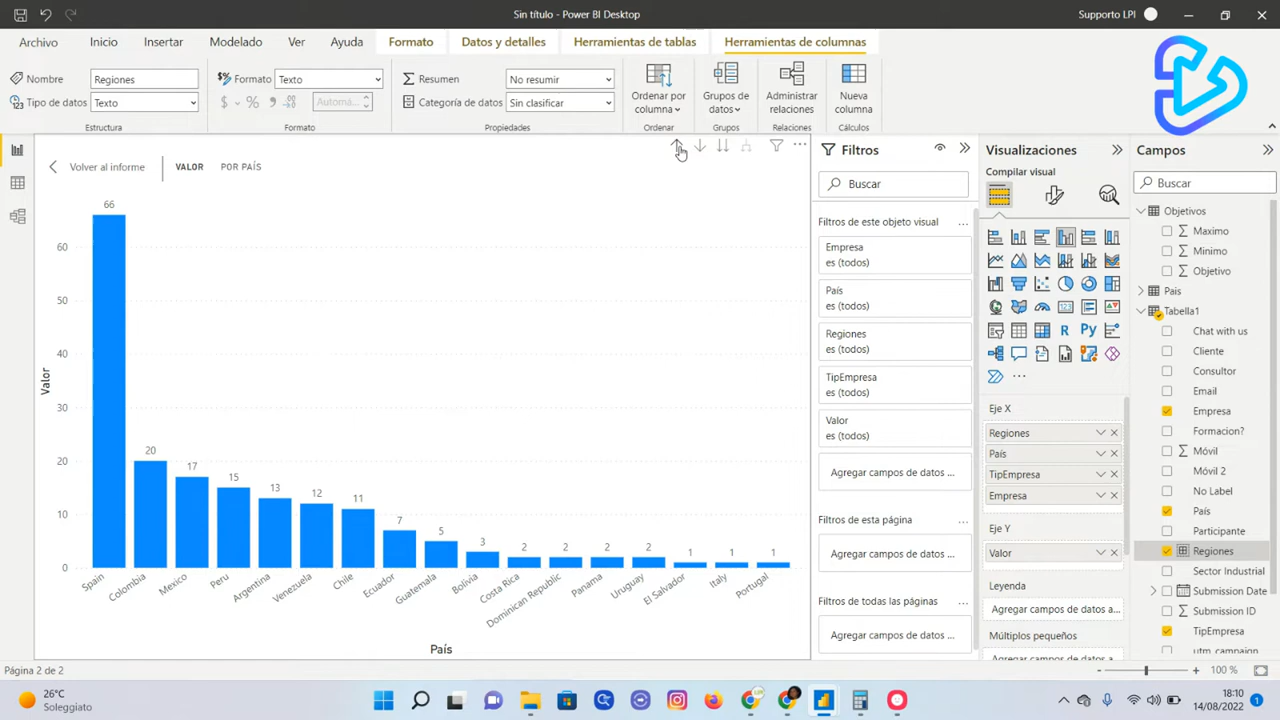 Sin título - Power BI Desktop
Supporto LPI
Archivo
Inicio
Insertar
Modelado
Ver
Ayuda
Formato
Datos y detalles
Herramientas de tablas
Herramientas de columnas
Nombre
Regiones
Tipo de datos
Texto
Estructura
Formato
Texto
$ % 9
Automá...
Formato
Resumen
No resumir
Categoría de datos
Sin clasificar
Propiedades
Ordenar por
columna
Ordenar
Grupos de
datos
Grupos
Administrar
relaciones
Relaciones
Nueva
columna
Cálculos
Volver al informe
VALOR
POR PAÍS
Valor
60
50
40
30
20
10
0
66
20
17
15
13
12
11
7
5
3
2
2
2
2
1
1
1
Spain
Colombia
Mexico
Peru
Argentina
Venezuela
Chile
Ecuador
Guatemala
Bolivia
Costa Rica
Dominican Republic
Panama
Uruguay
El Salvador
Italy
Portugal
País
Filtros
Buscar
Filtros de este objeto visual
Empresa
es (todos)
País
es (todos)
Regiones
es (todos)
TipEmpresa
es (todos)
Valor
es (todos)
Agregar campos de datos ...
Filtros de esta página
Agregar campos de datos ...
Filtros de todas las páginas
Agregar campos de datos ...
Visualizaciones
Compilar visual
R
Py
Eje X
Regiones
País
TipEmpresa
Empresa
Eje Y
Valor
Leyenda
Agregar campos de datos a...
Múltiplos pequeños
Agregar campos de datos a...
Campos
Buscar
Objetivos
Maximo
Minimo
Objetivo
Pais
Tabella1
Chat with us
Cliente
Consultor
Email
Empresa
Formacion?
Móvil
Móvil 2
No Label
País
Participante
Regiones
Sector Industrial
Submission Date
Submission ID
TipEmpresa
utm_campaign
Página 2 de 2
100 %
26°C
Soleggiato
18:10
14/08/2022
1